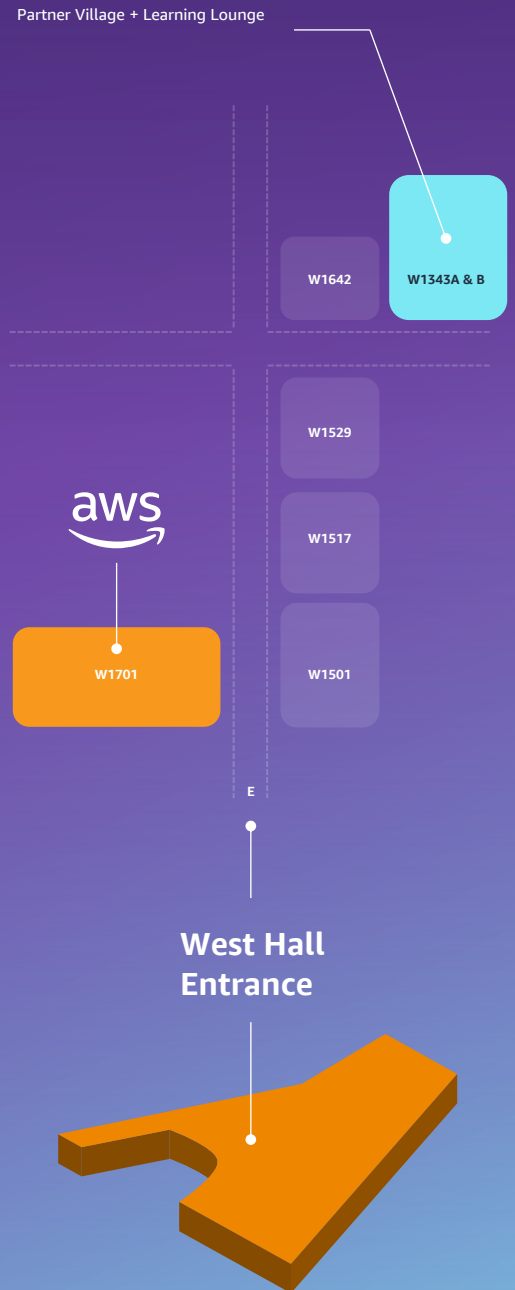 Partner Village + Learning Lounge
W1642
W1343A & B
W1529
aws
W1517
W1701
W1501
E
West Hall
Entrance